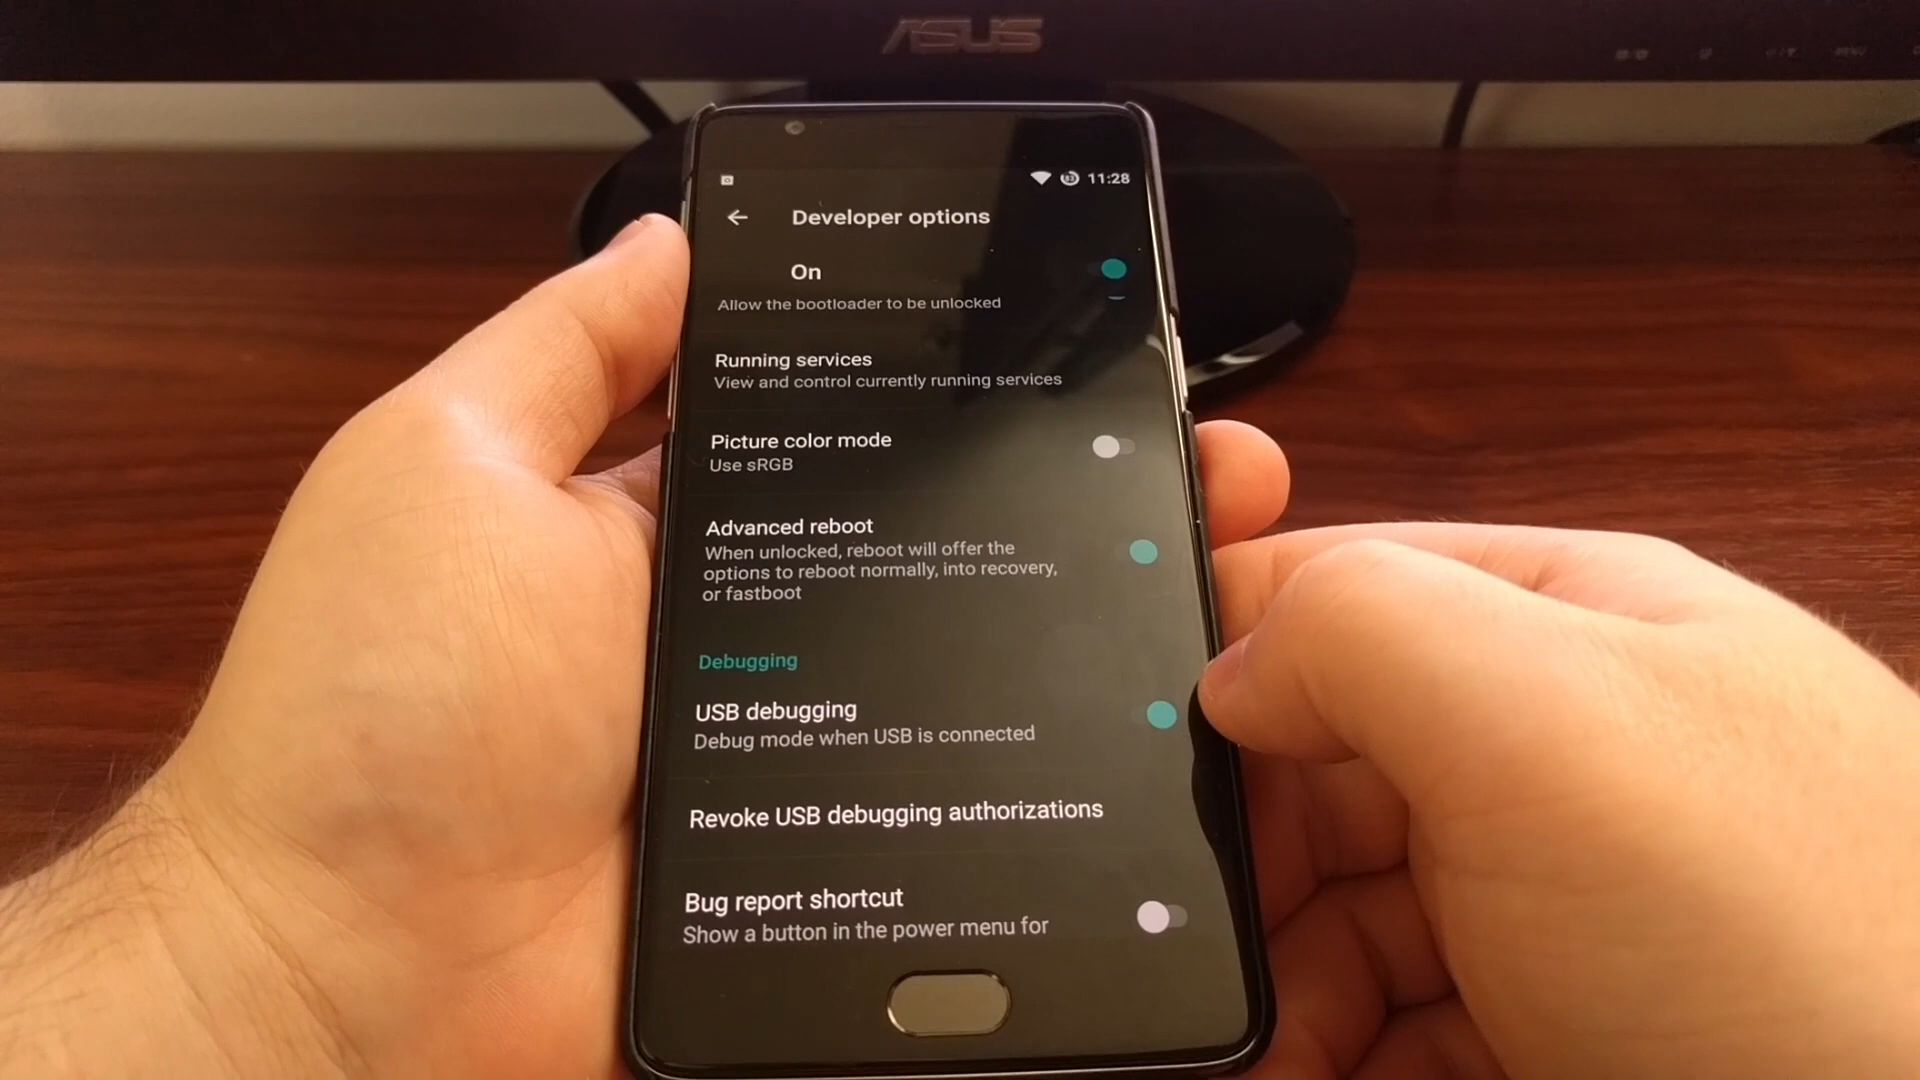 ASUS
MENU
11:28
Developer options
On
Allow the bootloader to be unlocked
Running services
View and control currently running services
Picture color mode
Use sRGB
Advanced reboot
When unlocked, reboot will offer the
options to reboot normally, into recovery,
or fastboot
Debugging
USB debugging
Debug mode when USB is connected
Revoke USB debugging authorizations
Bug report shortcut
Show a button in the power menu for